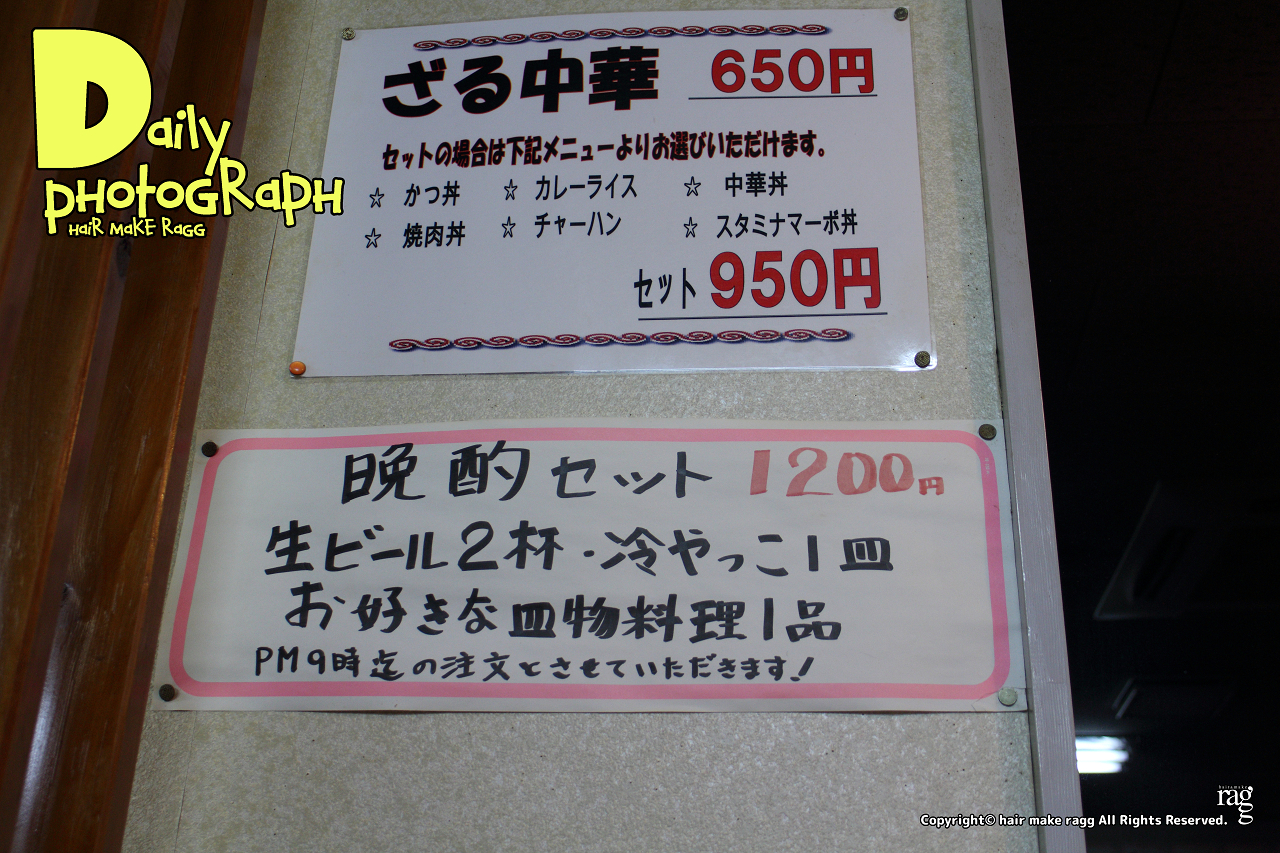 Daily
PHOTOGRAPH
HAIR MAKE RAGG
ざる中華 650円
セットの場合は下記メニューよりお選びいただけます。
☆ かつ丼 ☆ カレーライス ☆ 中華丼
☆ 焼肉丼 ☆ チャーハン ☆ スタミナマーボ丼
セット 950円
晩酌セット 1200円
生ビール2杯・冷やっこ1皿
お好きな皿物料理1品
PM9時迄の注文とさせていただきます!
hair&make
rag
Copyright© hair make ragg All Rights Reserved.